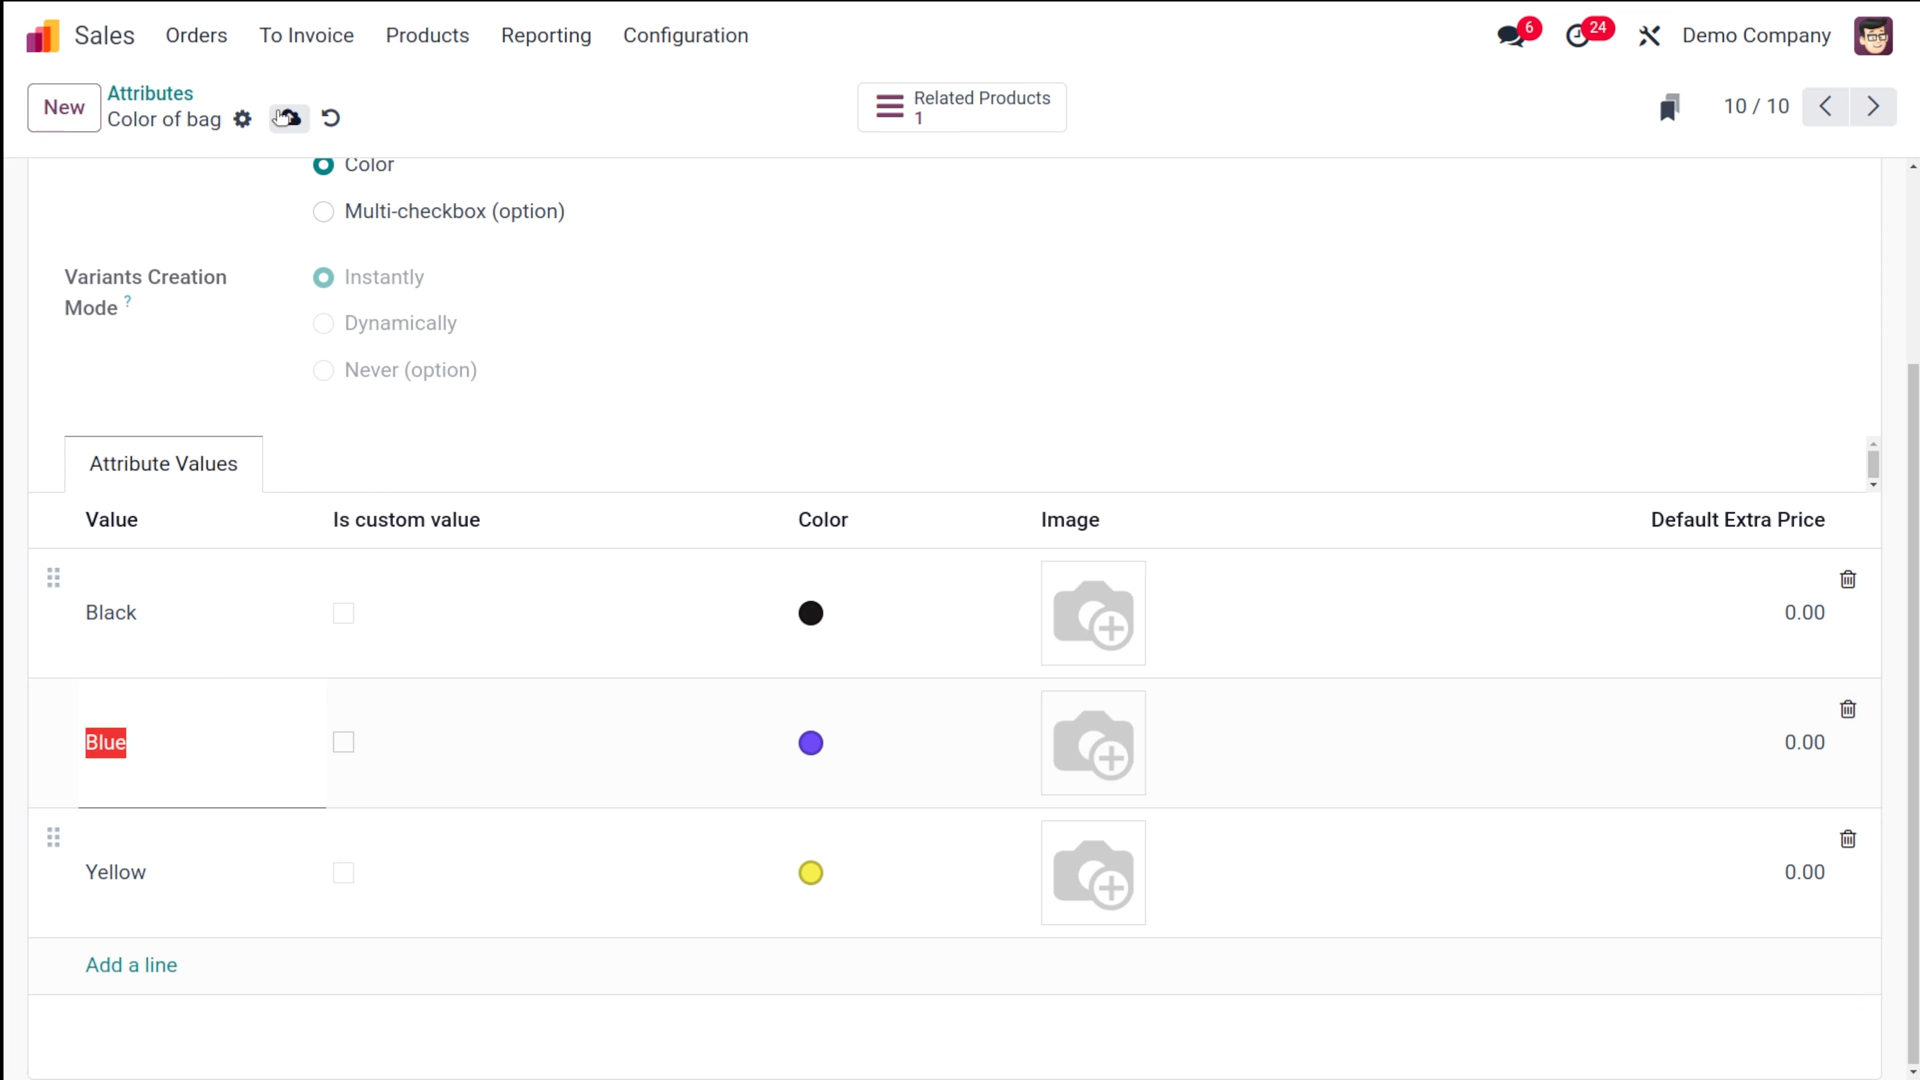 Sales Orders To Invoice Products Reporting Configuration 6 24 Demo Company
New Attributes
Color of bag
Related Products
1
10 / 10
Color
Multi-checkbox (option)
Variants Creation
Mode ?
Instantly
Dynamically
Never (option)
Attribute Values
Value Is custom value Color Image Default Extra Price
Black 0.00
Blue 0.00
Yellow 0.00
Add a line